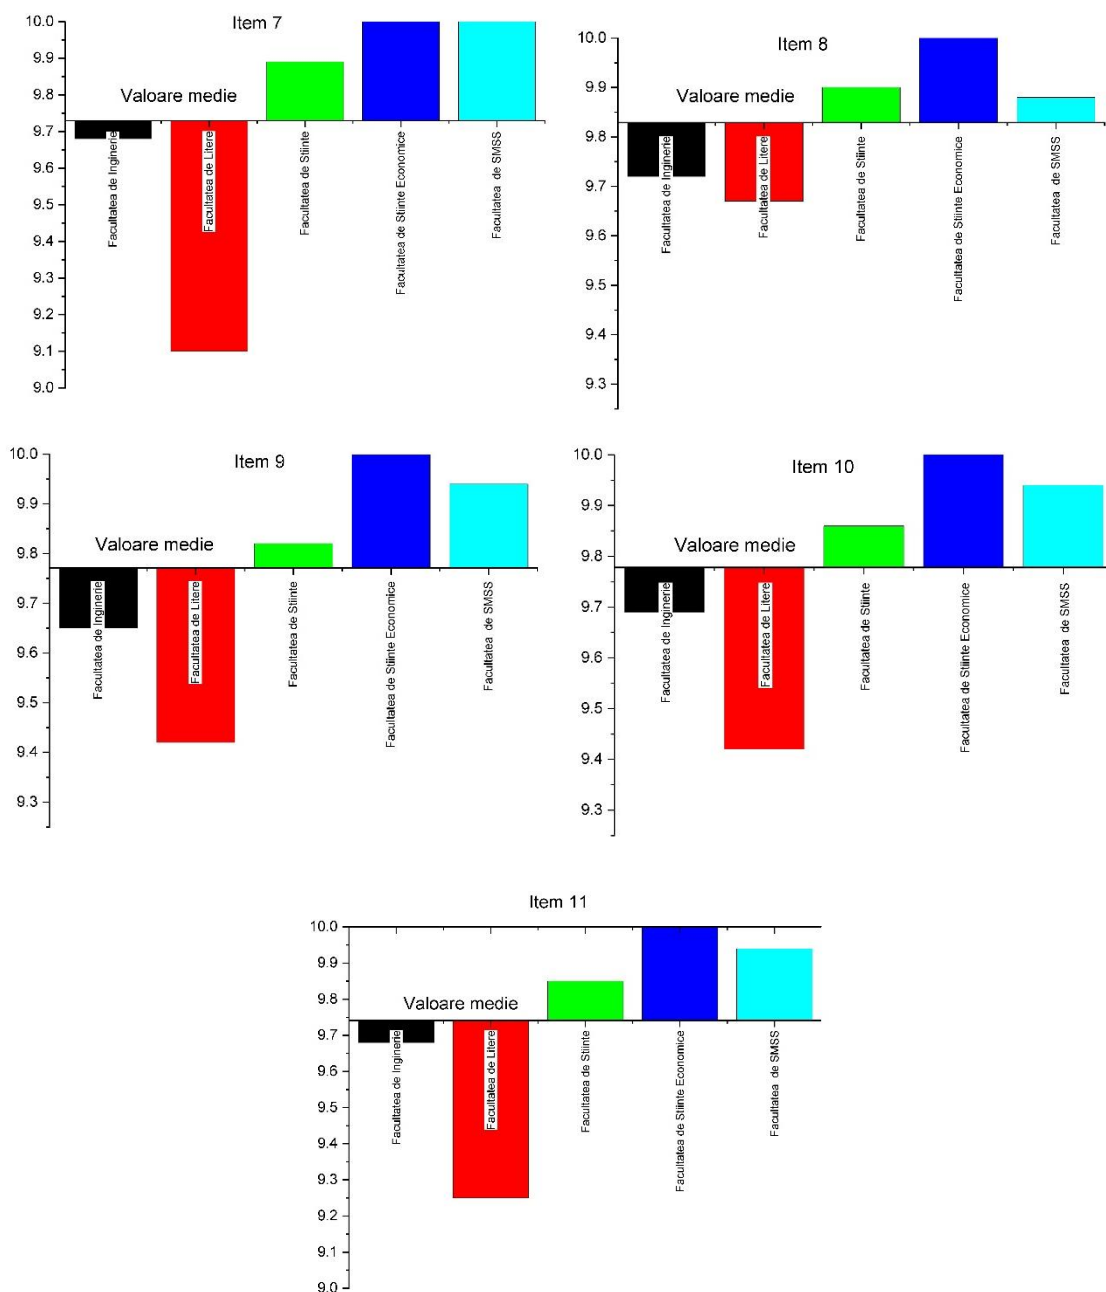 Item 7
10.0
9.9
9.8
9.7
9.6
9.5
9.4
9.3
9.2
9.1
9.0
Valoare medie
Facultatea de Inginerie
Facultatea de Litere
Facultatea de Stiinte
Facultatea de Stiinte Economice
Facultatea de SMSS
Item 8
10.0
9.9
9.8
9.7
9.6
9.5
9.4
9.3
Valoare medie
Facultatea de Inginerie
Facultatea de Litere
Facultatea de Stiinte
Facultatea de Stiinte Economice
Facultatea de SMSS
Item 9
10.0
9.9
9.8
9.7
9.6
9.5
9.4
9.3
Valoare medie
Facultatea de Inginerie
Facultatea de Litere
Facultatea de Stiinte
Facultatea de Stiinte Economice
Facultatea de SMSS
Item 10
10.0
9.9
9.8
9.7
9.6
9.5
9.4
9.3
Valoare medie
Facultatea de Inginerie
Facultatea de Litere
Facultatea de Stiinte
Facultatea de Stiinte Economice
Facultatea de SMSS
Item 11
10.0
9.9
9.8
9.7
9.6
9.5
9.4
9.3
9.2
9.1
9.0
Valoare medie
Facultatea de Inginerie
Facultatea de Litere
Facultatea de Stiinte
Facultatea de Stiinte Economice
Facultatea de SMSS